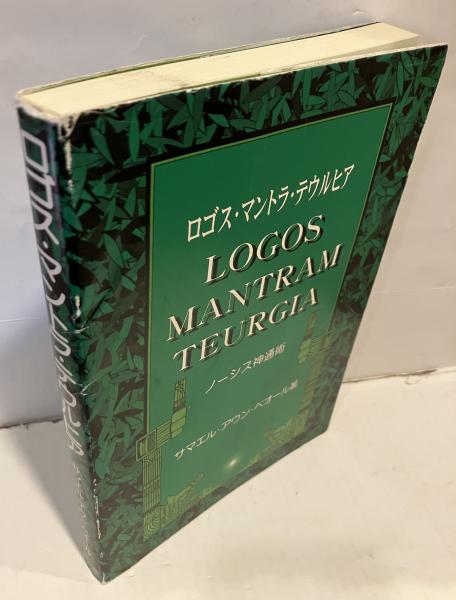 ロゴス・マントラ・テウルヒア
LOGOS
MANTRAM
TEURGIA
ノーシス神通術
サマエル・アウン・ベオール著
ロゴス・マントラ・テウルヒア